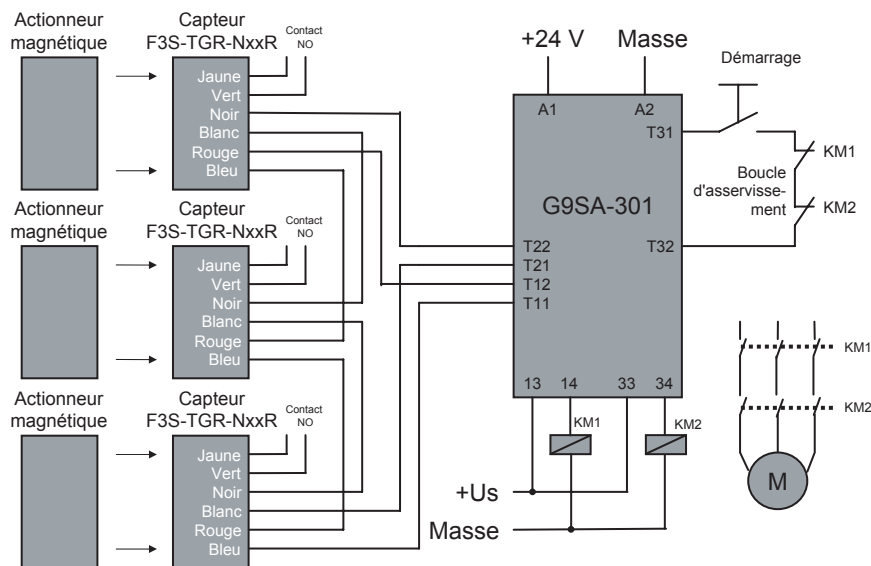 Actionneur
magnétique
Capteur
F3S-TGR-NxxR
Contact
NO
Jaune
Vert
Noir
Blanc
Rouge
Bleu
Actionneur
magnétique
Capteur
F3S-TGR-NxxR
Contact
NO
Jaune
Vert
Noir
Blanc
Rouge
Bleu
Actionneur
magnétique
Capteur
F3S-TGR-NxxR
Contact
NO
Jaune
Vert
Noir
Blanc
Rouge
Bleu
+24 V
Masse
A1
A2
T31
G9SA-301
T22
T32
T21
T12
T11
13
14
33
34
KM1
KM2
+Us
Masse
Démarrage
KM1
Boucle
d'asservisse-
ment
KM2
KM1
KM2
M